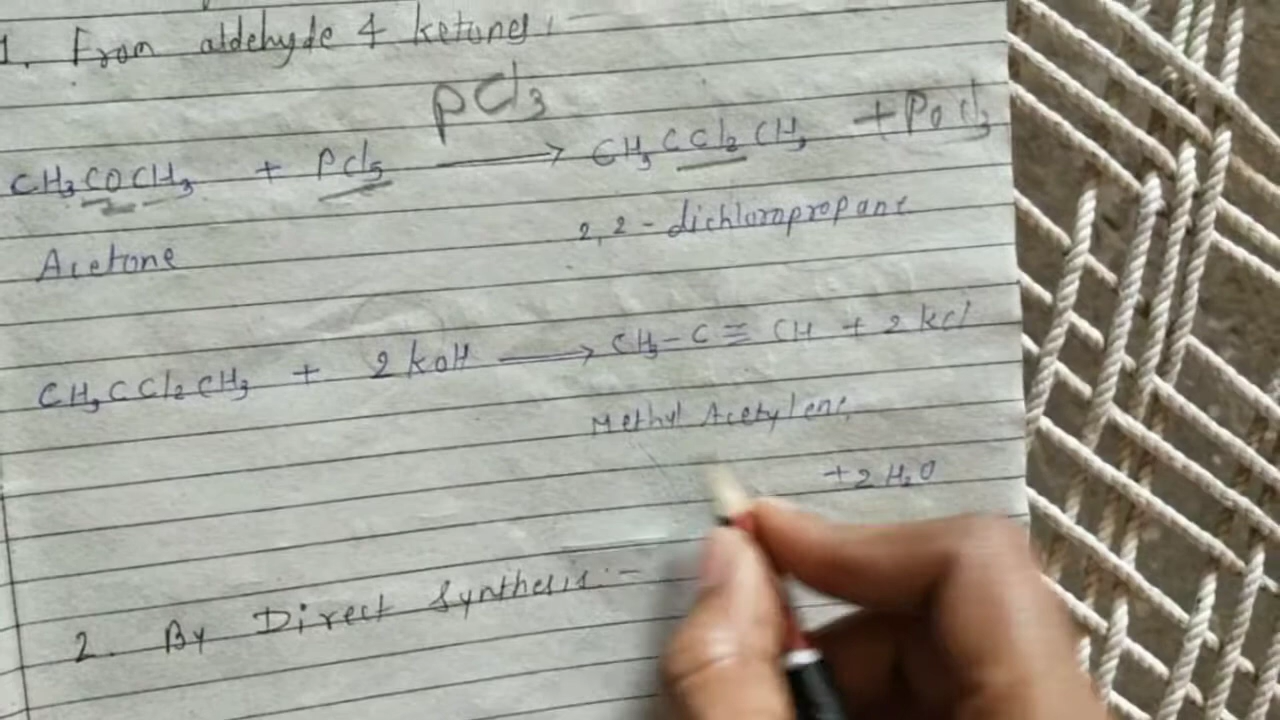 1. From aldehyde & ketones :-
PCl3
CH3COCH3 + PCl5 ⟶ CH3CCl2CH3 + POCl3
Acetone 2,2-dichloropropane
CH3CCl2CH3 + 2KOH ⟶ CH3-C≡CH + 2KCl
Methyl Acetylene
+2H2O
2. By Direct Synthesis:-